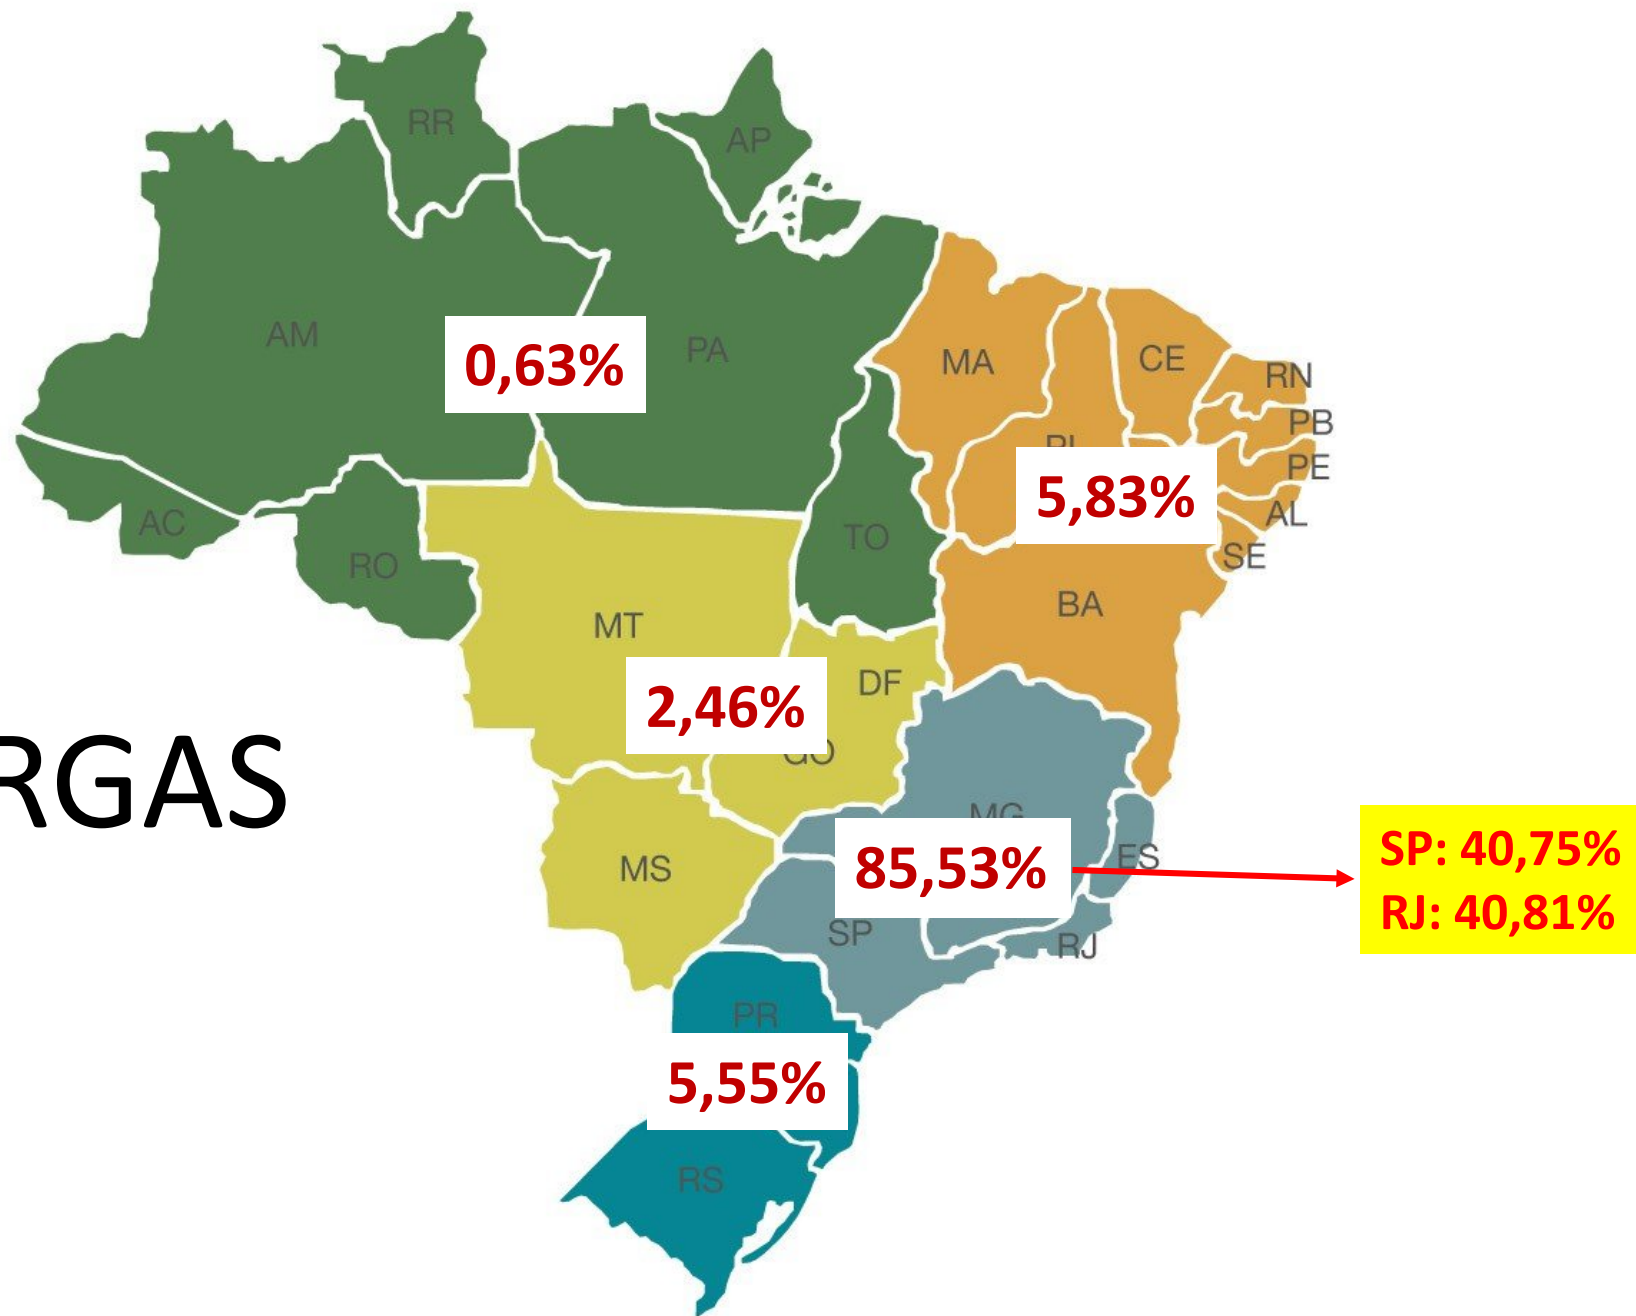 RR
AP
AM
PA
0,63%
MA
CE
RN
PB
PE
AL
SE
5,83%
AC
RO
TO
BA
MT
DF
2,46%
GO
RGAS
MG
ES
85,53%
SP: 40,75%
RJ: 40,81%
MS
SP
RJ
PR
5,55%
RS